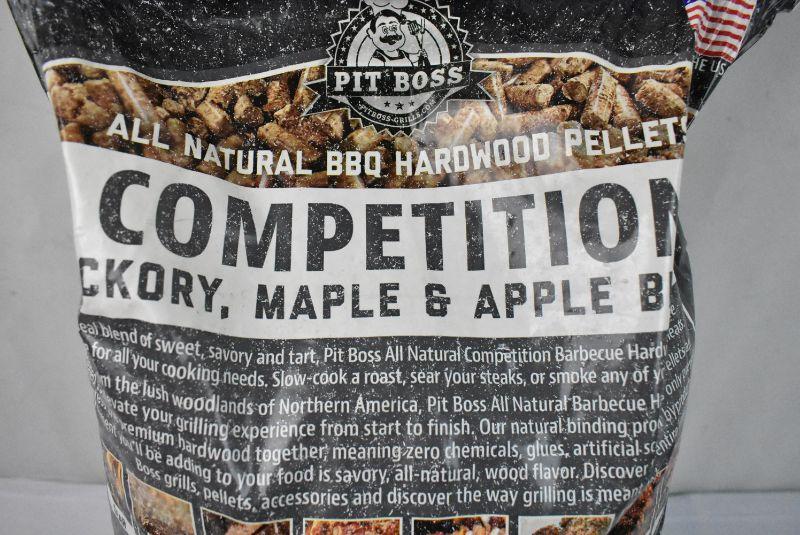 PIT BOSS
PITBOSS-GRILLS.COM
HE US
ALL NATURAL BBQ HARDWOOD PELLETS
COMPETITION
CKORY, MAPLE & APPLE B
eal blend of sweet, savory and tart, Pit Boss All Natural Competition Barbecue Hard
for all your cooking needs. Slow-cook a roast, sear your steaks, or smoke any of y
m the lush woodlands of Northern America, Pit Boss All Natural Barbecue H
vate your grilling experience from start to finish. Our natural binding pro
remium hardwood together, meaning zero chemicals, glues, artificial sc
you'll be adding to your food is savory, all-natural, wood flavor. Discover
Boss grills, pellets, accessories and discover the way grilling is mean